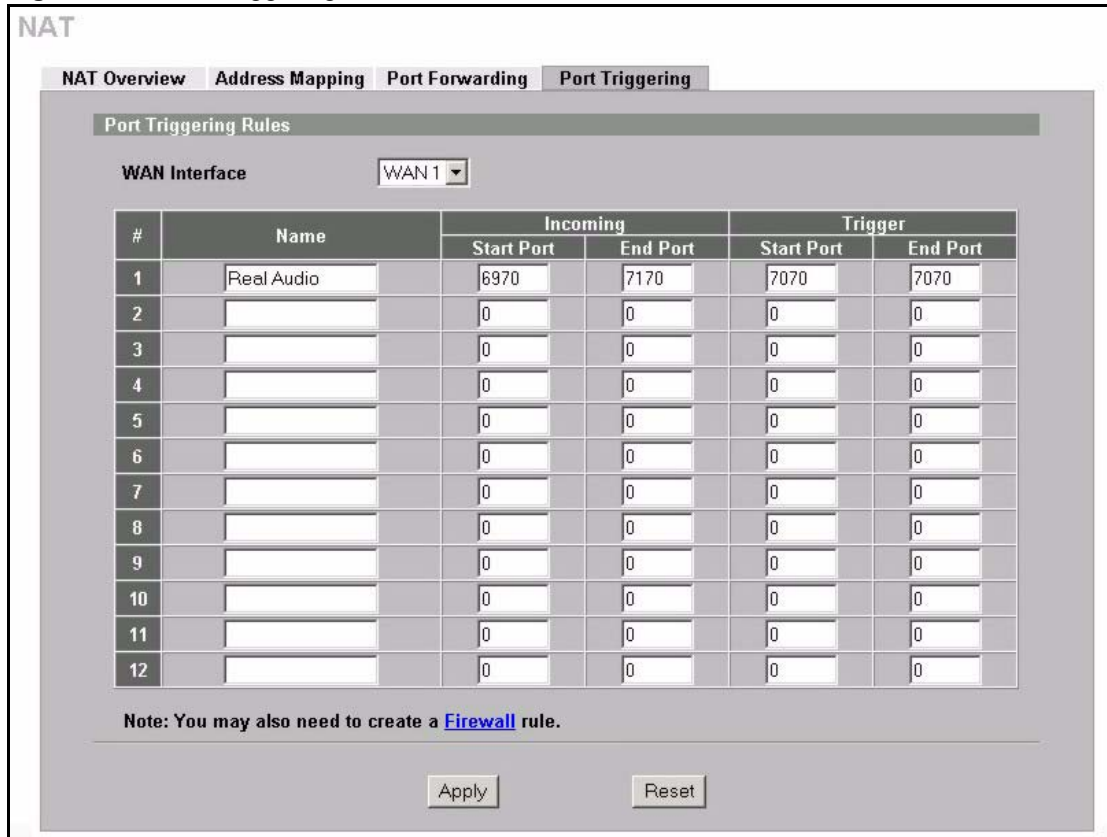 NAT
NAT Overview Address Mapping Port Forwarding Port Triggering
Port Triggering Rules
WAN Interface WAN 1
# Name Incoming Trigger
Start Port End Port Start Port End Port
1 Real Audio 6970 7170 7070 7070
2 0 0 0 0
3 0 0 0 0
4 0 0 0 0
5 0 0 0 0
6 0 0 0 0
7 0 0 0 0
8 0 0 0 0
9 0 0 0 0
10 0 0 0 0
11 0 0 0 0
12 0 0 0 0
Note: You may also need to create a Firewall rule.
Apply Reset